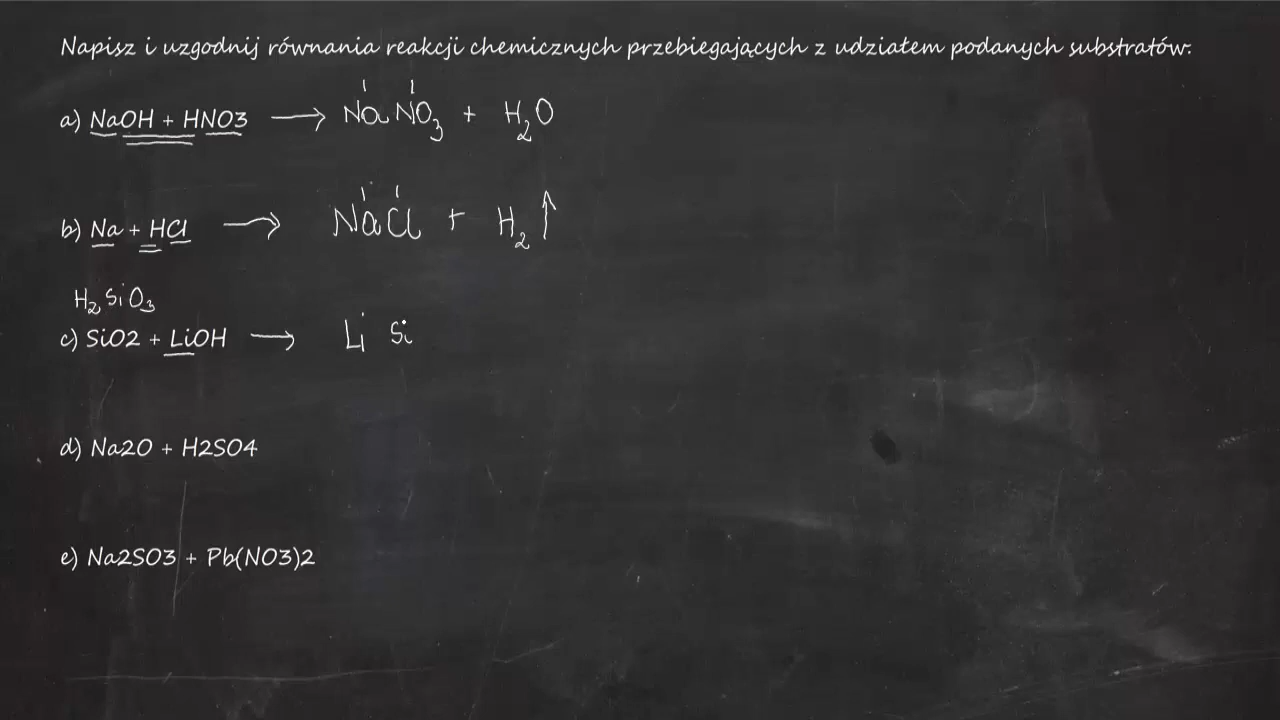 Napisz i uzgodnij równania reakcji chemicznych przebiegających z udziałem podanych substratów:
a) NaOH + HNO3 → NaNO₃ + H₂O
b) Na + HCl → NaCl + H₂↑
H₂SiO₃
c) SiO2 + LiOH → Li Si
d) Na2O + H2SO4
e) Na2SO3 + Pb(NO3)2